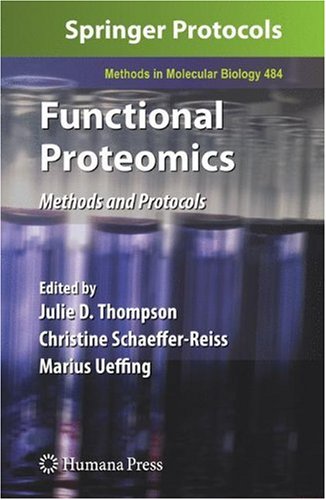 Springer Protocols
Methods in Molecular Biology 484
Functional
Proteomics
Methods and Protocols
Edited by
Julie D. Thompson
Christine Schaeffer-Reiss
Marius Ueffing
Humana Press